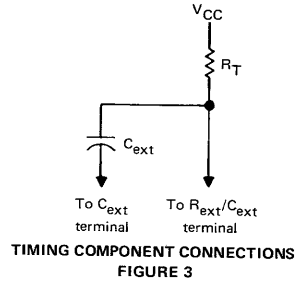 VCC
RT
Cext
To Cext
terminal
To Rext/Cext
terminal
TIMING COMPONENT CONNECTIONS
FIGURE 3